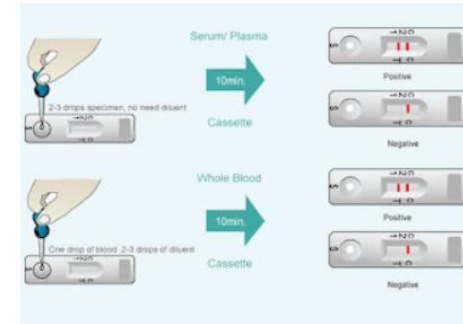 Serum/ Plasma
10min.
2-3 drops specimen, no need diluent
Cassette
Positive
Negative
Whole Blood
10min.
One drop of blood ,2-3 drops of diluent
Cassette
Positive
Negative